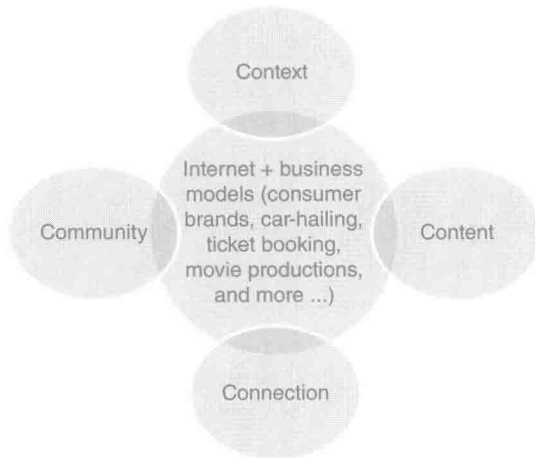 Context
Internet + business
models (consumer
brands, car-hailing,
ticket booking,
movie productions,
and more ...)
Community
Content
Connection